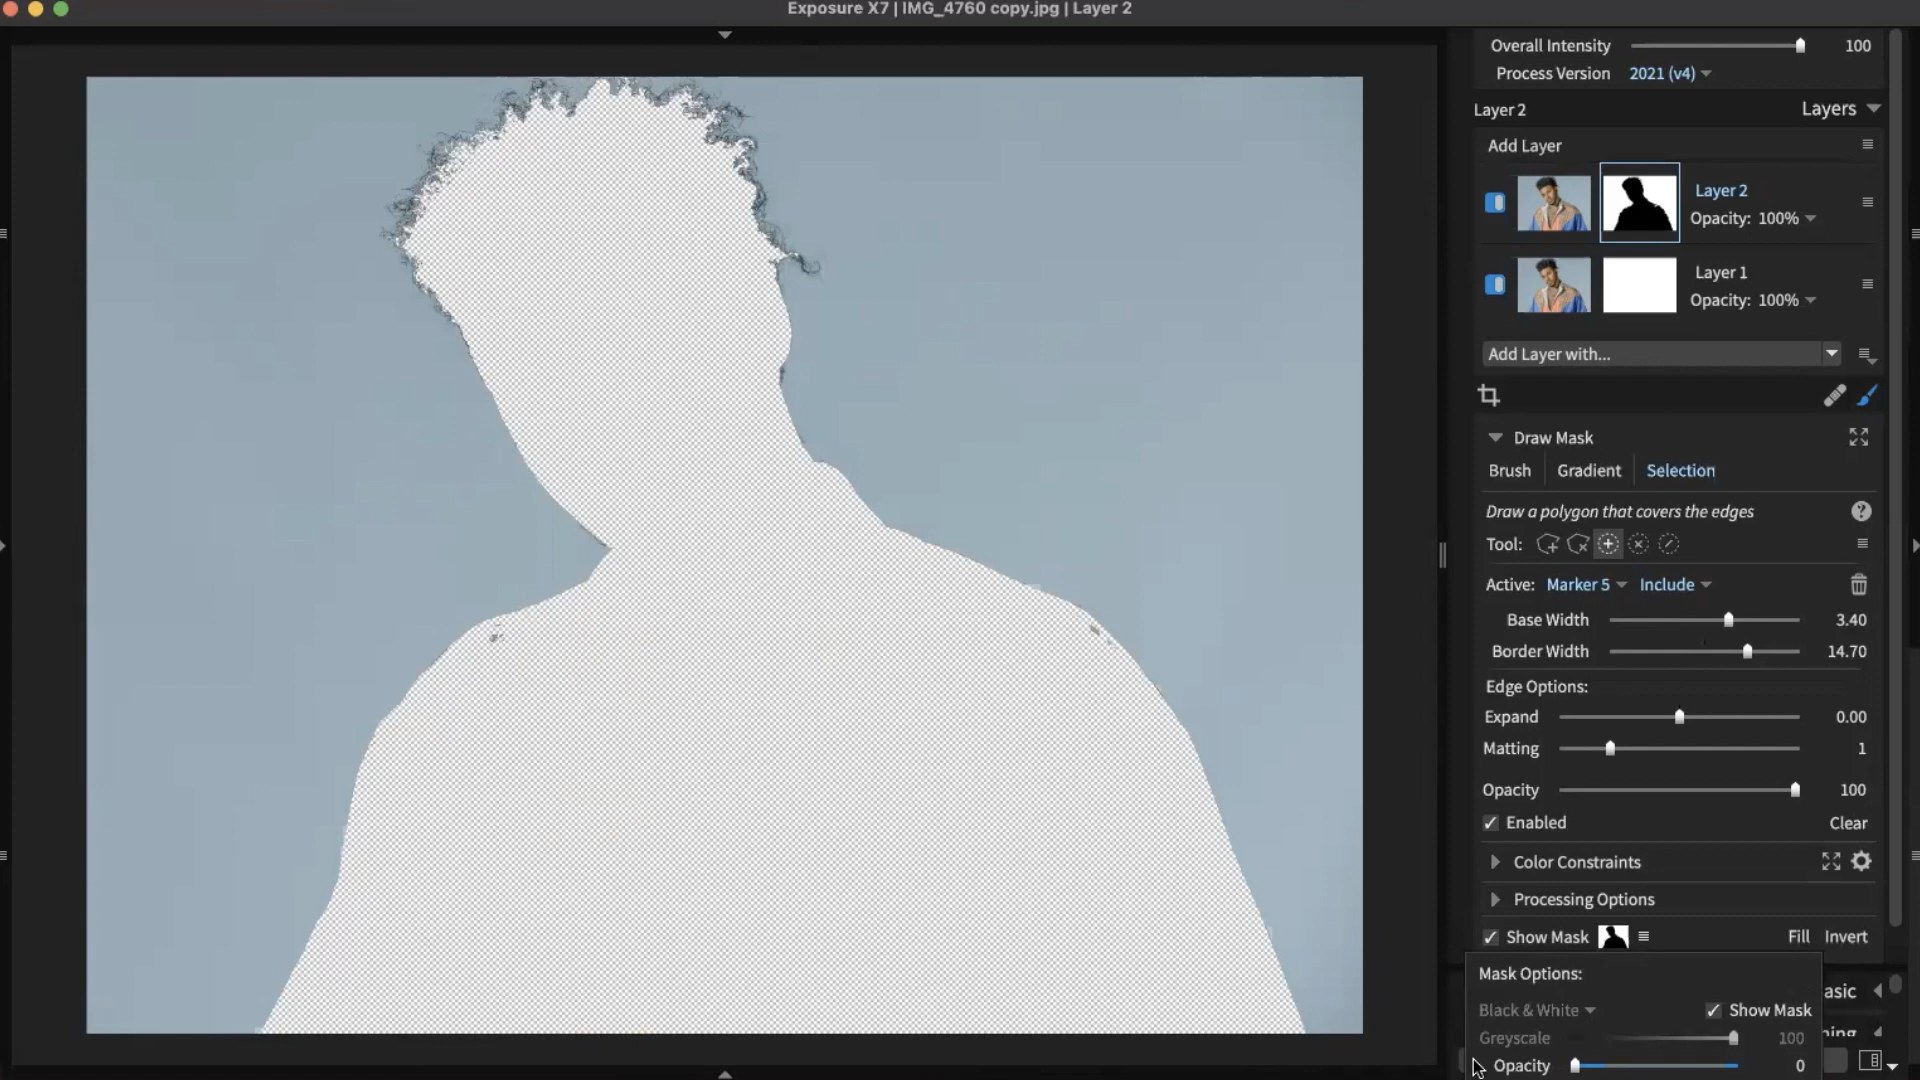 Exposure X7 | IMG_4760 copy.jpg | Layer 2
Overall Intensity 100
Process Version 2021 (v4)
Layer 2 Layers
Add Layer
Layer 2
Opacity: 100%
Layer 1
Opacity: 100%
Add Layer with...
Draw Mask
Brush Gradient Selection
Draw a polygon that covers the edges
Tool:
Active: Marker 5 Include
Base Width 3.40
Border Width 14.70
Edge Options:
Expand 0.00
Matting 1
Opacity 100
Enabled Clear
Color Constraints
Processing Options
Show Mask Fill Invert
Mask Options:
asic
Black & White Show Mask
Greyscale 100
Opacity 0